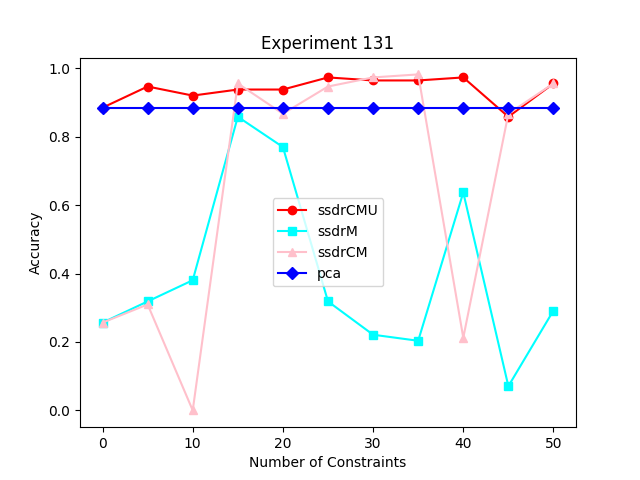 Experiment 131
1.0
0.8
0.6
0.4
0.2
0.0
Accuracy
ssdrCMU
ssdrM
ssdrCM
pca
0 10 20 30 40 50
Number of Constraints